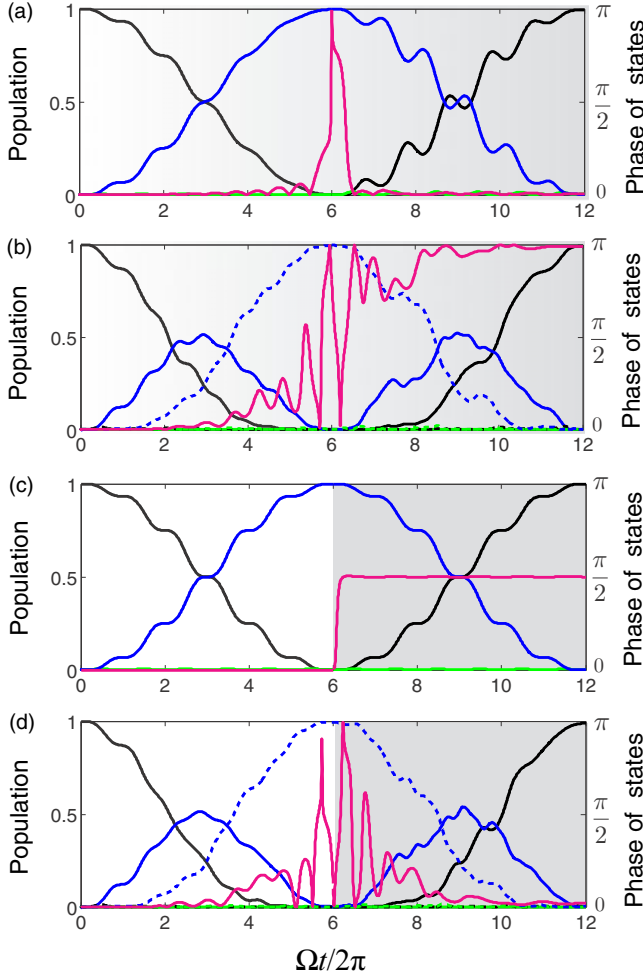 (a)
Population
1
0.5
0
0 2 4 6 8 10 12
π
π/2
0
Phase of states
(b)
Population
1
0.5
0
0 2 4 6 8 10 12
π
π/2
0
Phase of states
(c)
Population
1
0.5
0
0 2 4 6 8 10 12
π
π/2
0
Phase of states
(d)
Population
1
0.5
0
0 2 4 6 8 10 12
π
π/2
0
Phase of states
Ωt/2π